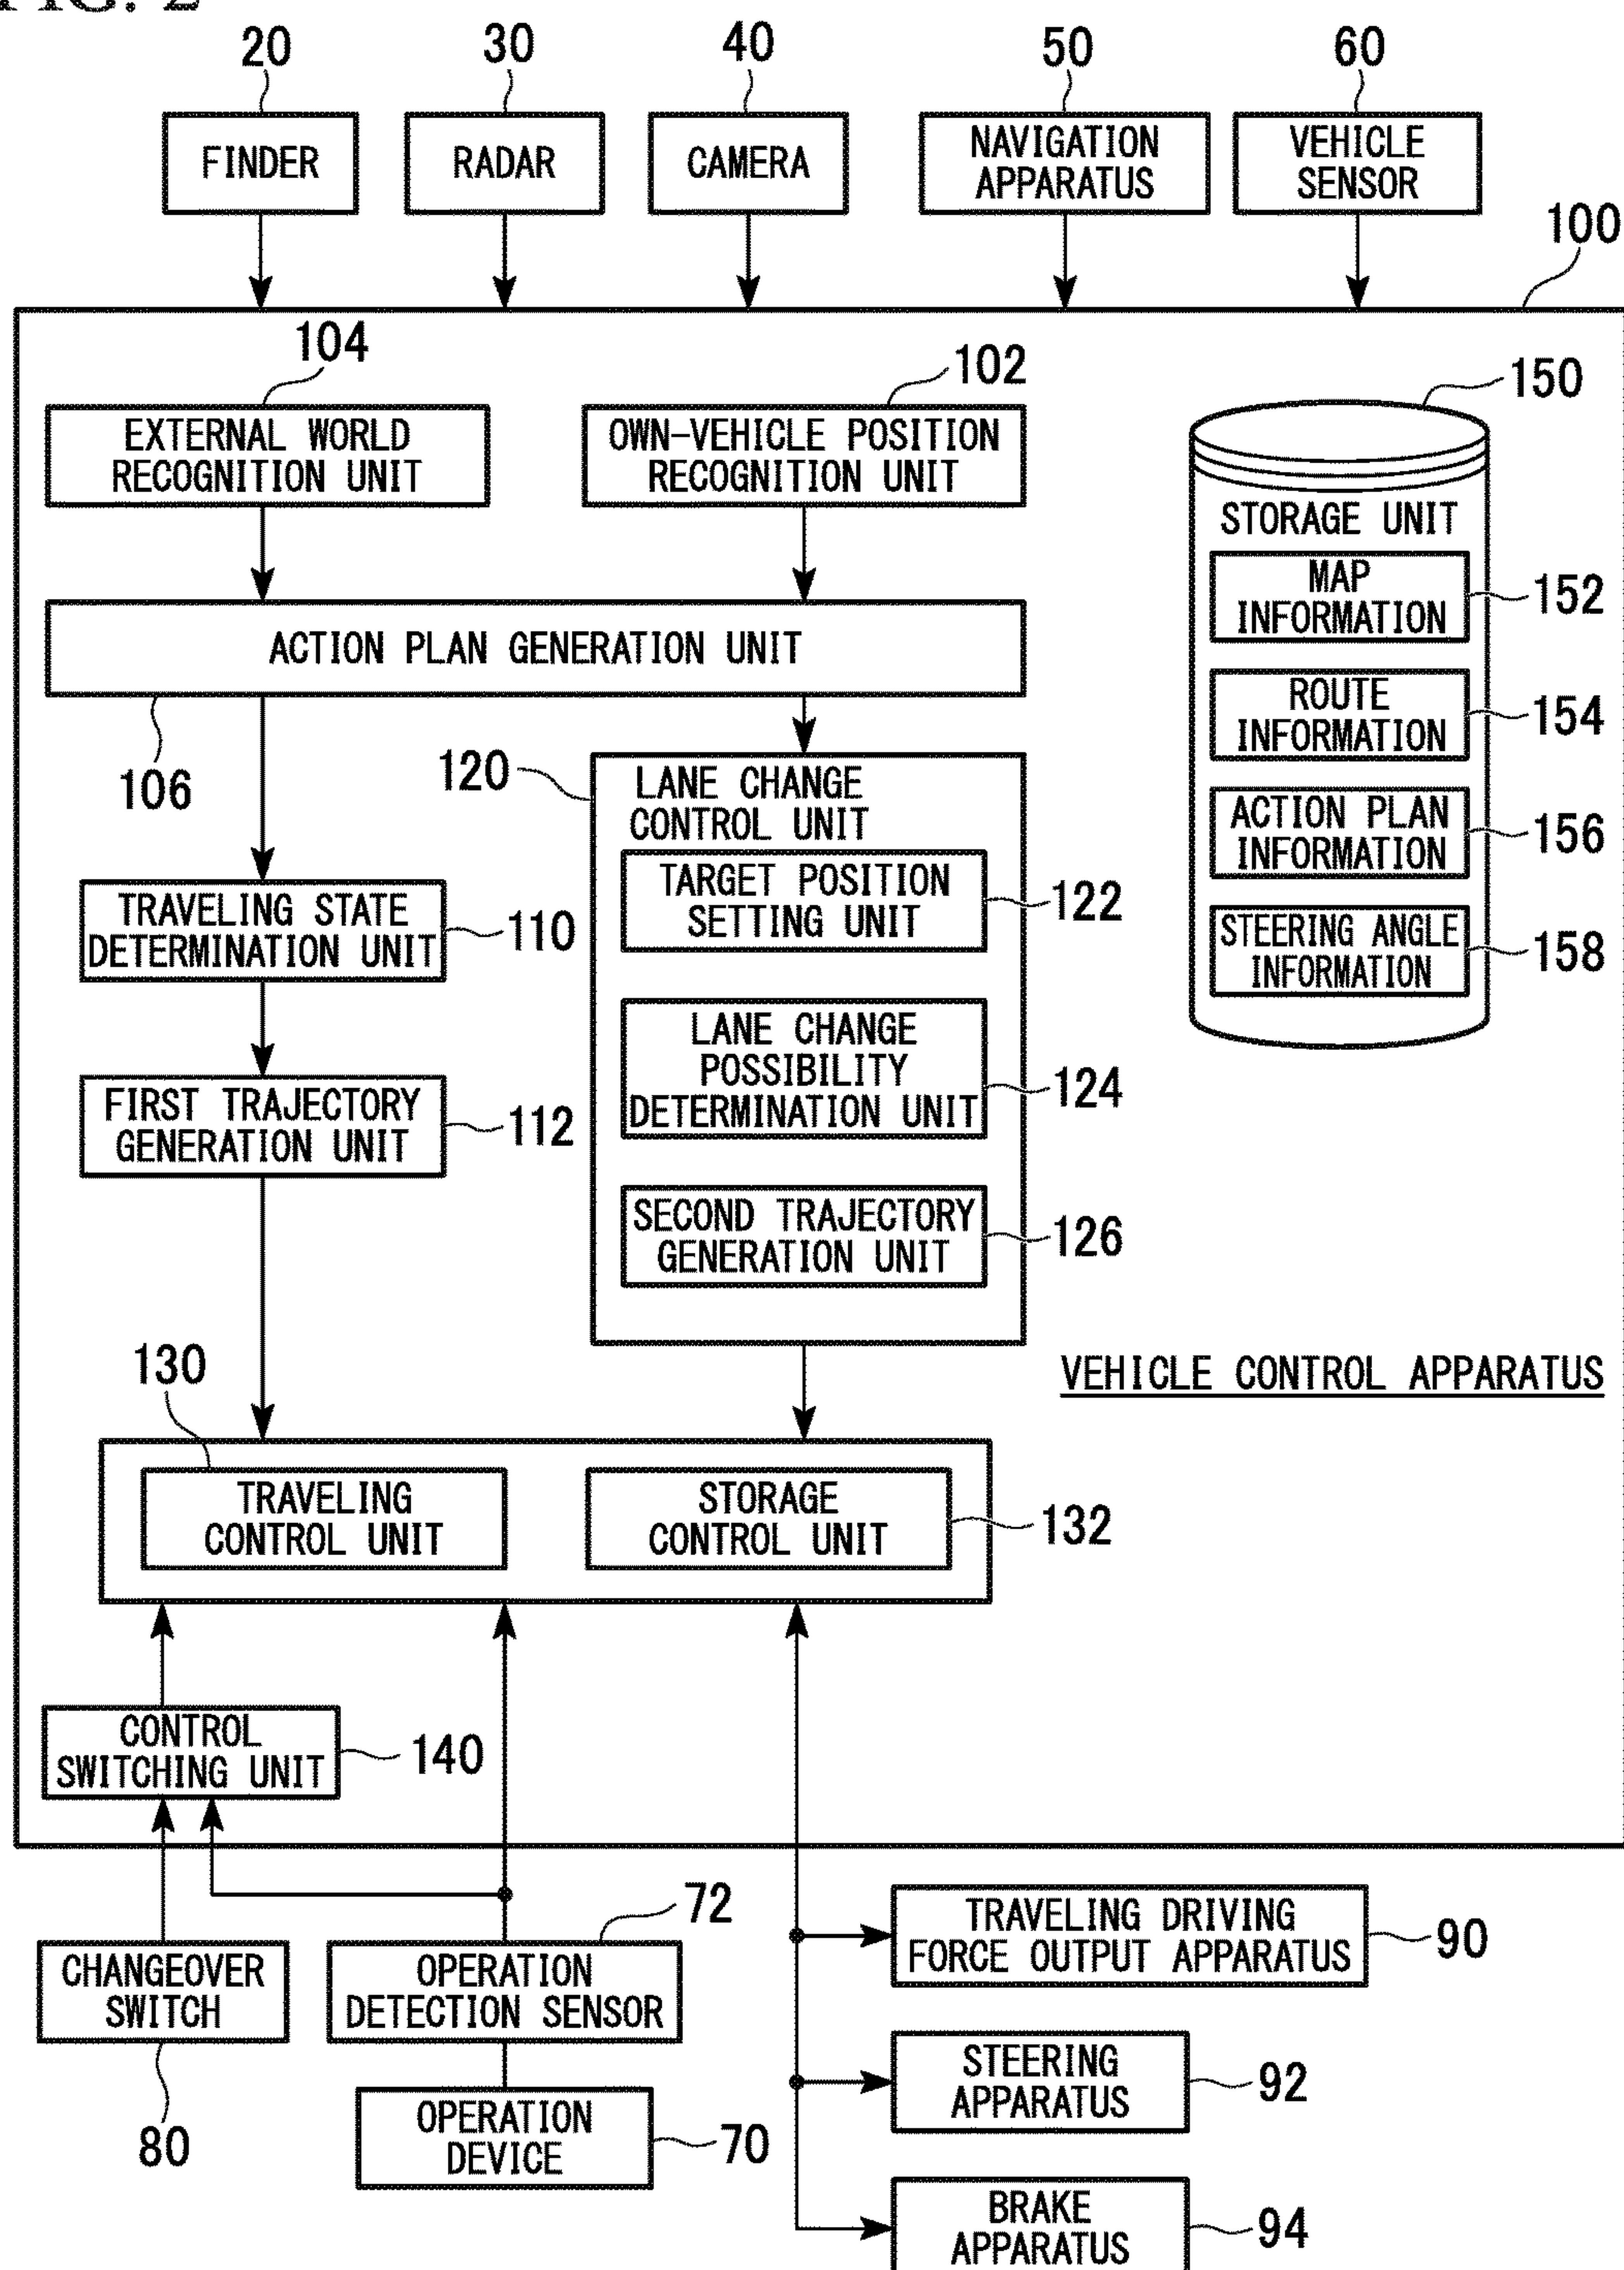 FIG. 2
20
30
40
50
60
FINDER
RADAR
CAMERA
NAVIGATION
APPARATUS
VEHICLE
SENSOR
100
104
102
150
EXTERNAL WORLD
RECOGNITION UNIT
OWN-VEHICLE POSITION
RECOGNITION UNIT
STORAGE UNIT
MAP
INFORMATION
152
ACTION PLAN GENERATION UNIT
ROUTE
INFORMATION
154
106
120
LANE CHANGE
CONTROL UNIT
ACTION PLAN
INFORMATION
156
TRAVELING STATE
DETERMINATION UNIT
110
TARGET POSITION
SETTING UNIT
122
STEERING ANGLE
INFORMATION
158
LANE CHANGE
POSSIBILITY
DETERMINATION UNIT
124
FIRST TRAJECTORY
GENERATION UNIT
112
SECOND TRAJECTORY
GENERATION UNIT
126
130
VEHICLE CONTROL APPARATUS
TRAVELING
CONTROL UNIT
STORAGE
CONTROL UNIT
132
CONTROL
SWITCHING UNIT
140
72
TRAVELING DRIVING
FORCE OUTPUT APPARATUS
90
CHANGEOVER
SWITCH
OPERATION
DETECTION SENSOR
80
STEERING
APPARATUS
92
OPERATION
DEVICE
70
BRAKE
APPARATUS
94